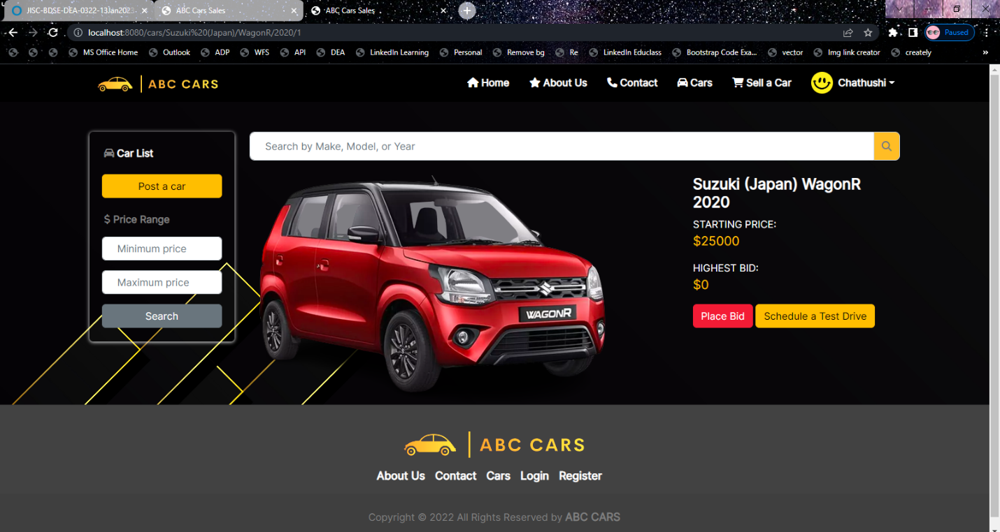 JISC-BDSE-DEA-0322-13Jan2023
ABC Cars Sales
ABC Cars Sales
localhost:8080/cars/Suzuki%20(Japan)/WagonR/2020/1
Paused
MS Office Home
Outlook
ADP
WFS
API
DEA
LinkedIn Learning
Personal
Remove bg
Re
LinkedIn Educlass
Bootstrap Code Exa...
vector
Img link creator
creately
»
ABC CARS
Home
About Us
Contact
Cars
Sell a Car
Chathushi
Car List
Post a car
$ Price Range
Minimum price
Maximum price
Search
Search by Make, Model, or Year
WAGONR
Suzuki (Japan) WagonR
2020
STARTING PRICE:
$25000
HIGHEST BID:
$0
Place Bid
Schedule a Test Drive
ABC CARS
About Us Contact Cars Login Register
Copyright © 2022 All Rights Reserved by ABC CARS